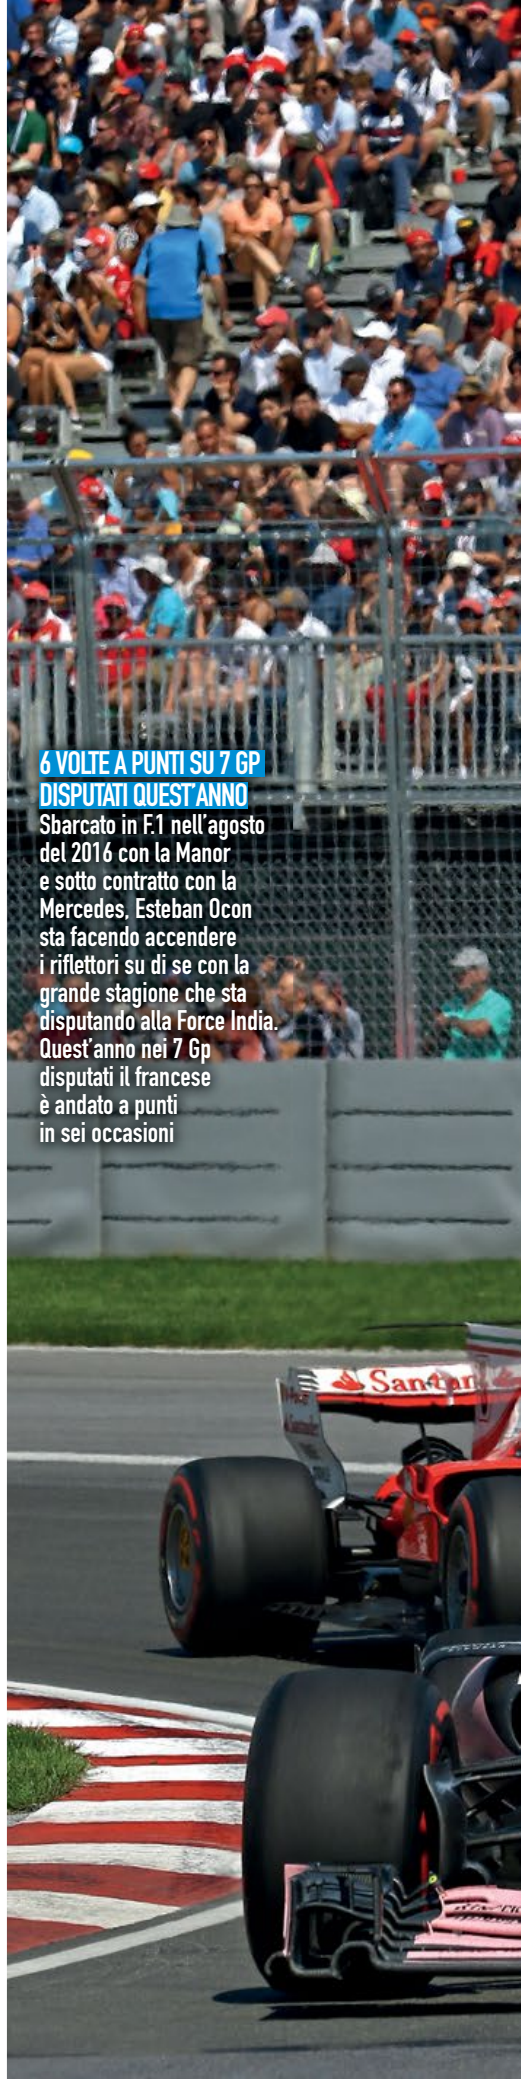 6 VOLTE A PUNTI SU 7 GP
DISPUTATI QUEST'ANNO
Sbarcato in F.1 nell'agosto
del 2016 con la Manor
e sotto contratto con la
Mercedes, Esteban Ocon
sta facendo accendere
i riflettori su di se con la
grande stagione che sta
disputando alla Force India.
Quest'anno nei 7 Gp
disputati il francese
è andato a punti
in sei occasioni
Santan
Santander